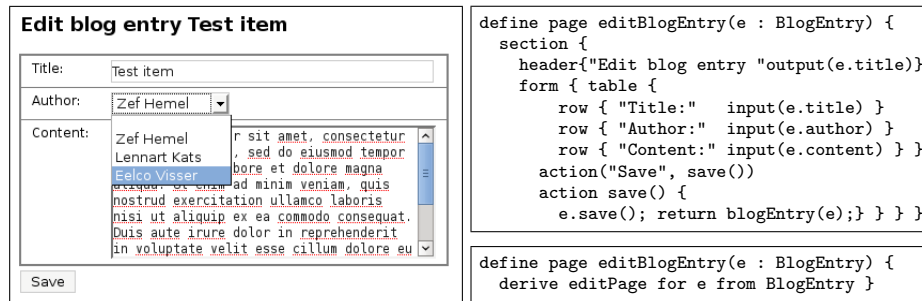 Edit blog entry Test item
Title: Test item
Author: Zef Hemel
Zef Hemel
Lennart Kats
Eelco Visser
Content:
r sit amet, consectetur
, sed do eiusmod tempor
bore et dolore magna
ad minim veniam, quis
nostrud exercitation ullamco laboris
nisi ut aliquip ex ea commodo consequat.
Duis aute irure dolor in reprehenderit
in voluptate velit esse cillum dolore eu
Save
define page editBlogEntry(e : BlogEntry) {
section {
header{"Edit blog entry "output(e.title)}
form { table {
row { "Title:" input(e.title) }
row { "Author:" input(e.author) }
row { "Content:" input(e.content) } }
action("Save", save())
action save() {
e.save(); return blogEntry(e);} } } }
define page editBlogEntry(e : BlogEntry) {
derive editPage for e from BlogEntry }